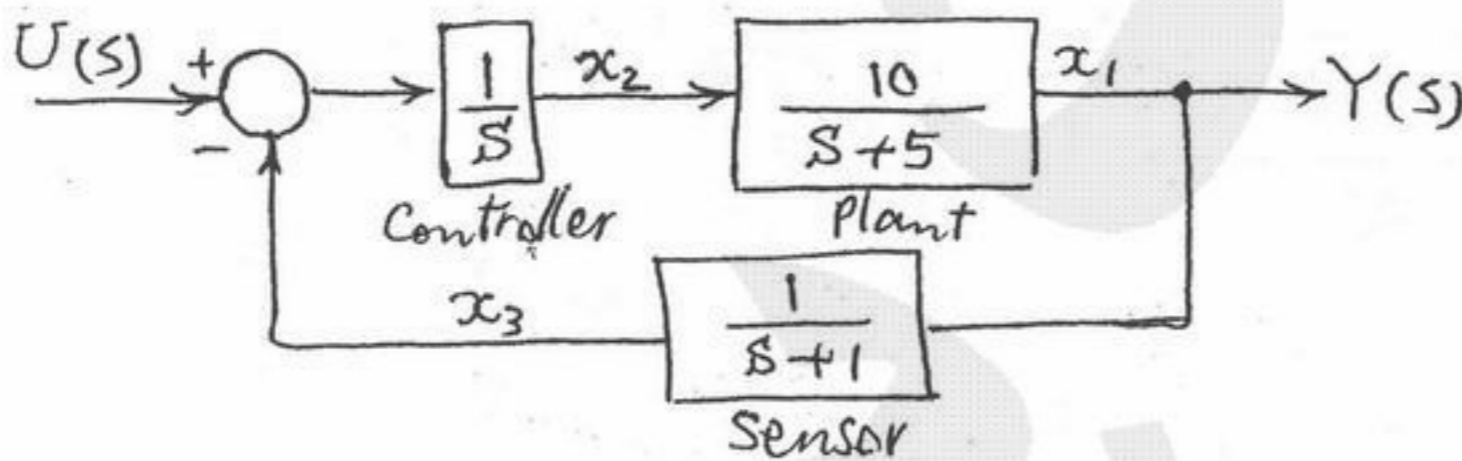 U(S) + x₂ x₁ Y(S)
1/S
10/(S+5)
−
Controller Plant
x₃
1/(S+1)
Sensor